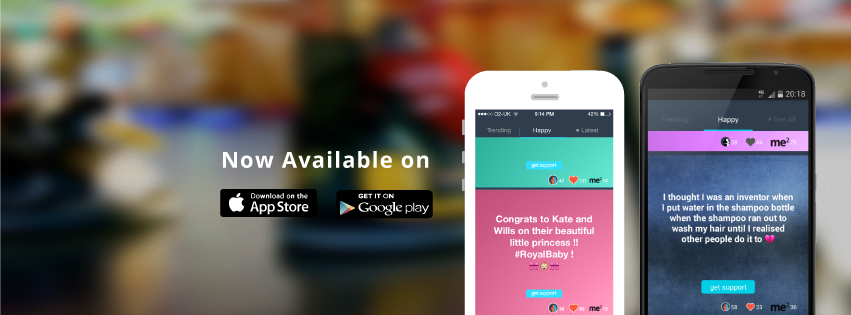 Now Available on
Download on the
App Store
GET IT ON
Google play
O2-UK 9:14 PM 42%
Trending Happy Latest
get support
me2
Congrats to Kate and
Wills on their beautiful
little princess !!
#RoyalBaby !
get support
me2
4G 20:18
Trending Happy See All
me2
I thought I was an inventor when
I put water in the shampoo bottle
when the shampoo ran out to
wash my hair until I realised
other people do it to 💔
get support
58 33 me2 36